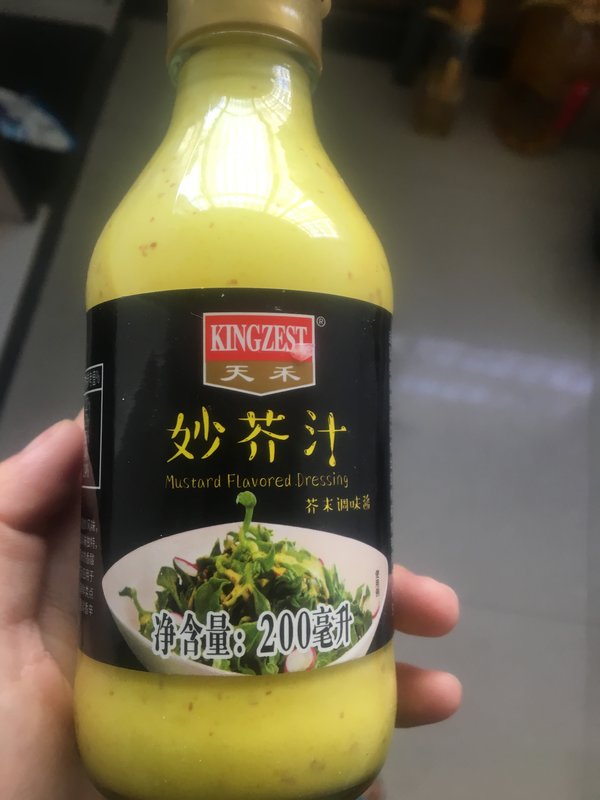 KINGZEST®
天禾
妙芥汁
Mustard Flavored Dressing
芥末调味酱
净含量：200毫升